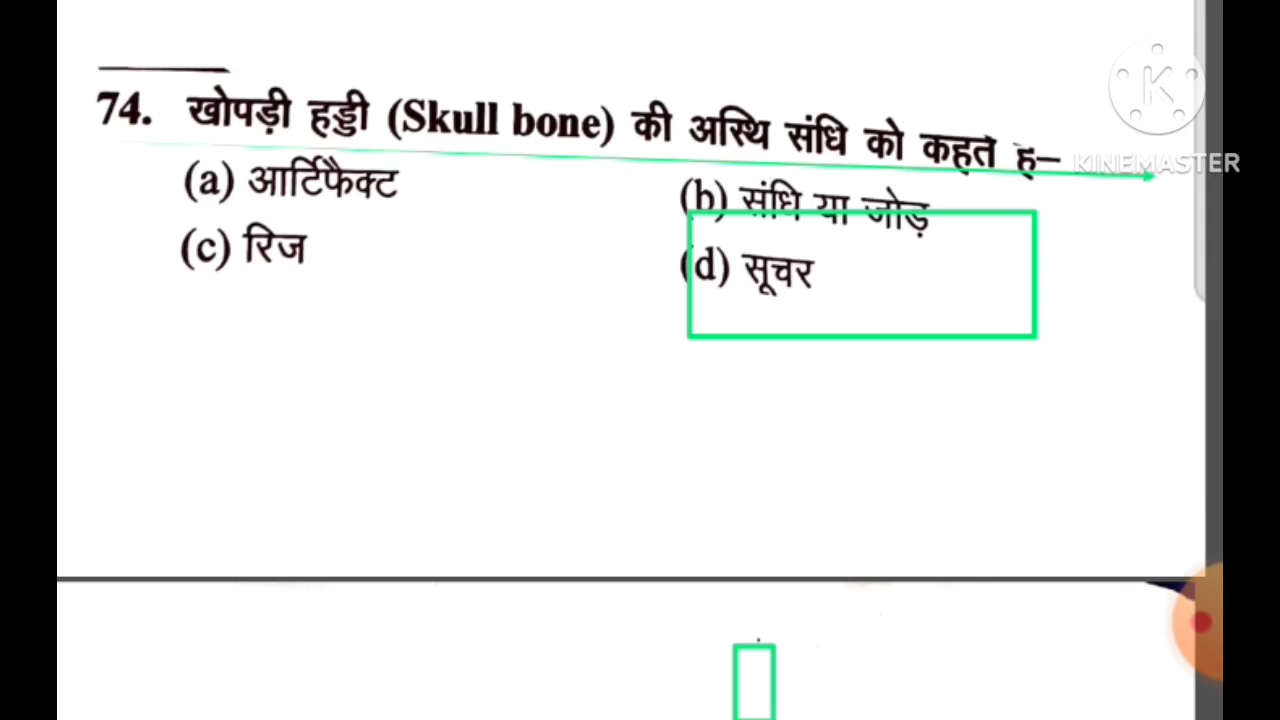 74. खोपड़ी हड्डी (Skull bone) की अस्थि संधि को कहते ह–
KINEMASTER
(a) आर्टिफैक्ट
(b) संधि या जोड़
(c) रिज
(d) सूचर